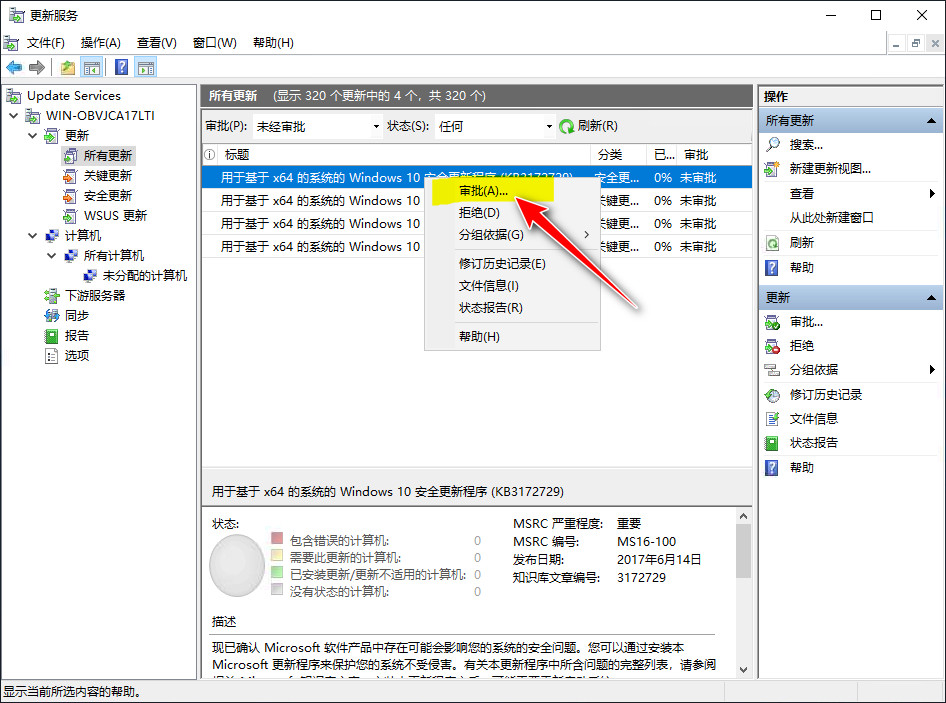 更新服务
文件(F) 操作(A) 查看(V) 窗口(W) 帮助(H)
Update Services
WIN-OBVJCA17LTI
更新
所有更新
关键更新
安全更新
WSUS 更新
计算机
所有计算机
未分配的计算机
下游服务器
同步
报告
选项
所有更新 (显示 320 个更新中的 4 个，共 320 个)
审批(P): 未经审批 状态(S): 任何 刷新(R)
标题 分类 已... 审批
用于基于 x64 的系统的 Windows 10 安全更新程序 (KB3172729) 安全更... 0% 未审批
用于基于 x64 的系统的 Windows 10 关键更... 0% 未审批
用于基于 x64 的系统的 Windows 10 关键更... 0% 未审批
用于基于 x64 的系统的 Windows 10 关键更... 0% 未审批
审批(A)...
拒绝(D)
分组依据(G)
修订历史记录(E)
文件信息(I)
状态报告(R)
帮助(H)
用于基于 x64 的系统的 Windows 10 安全更新程序 (KB3172729)
状态:
包含错误的计算机: 0
需要此更新的计算机: 0
已安装更新/更新不适用的计算机: 0
没有状态的计算机: 0
MSRC 严重程度: 重要
MSRC 编号: MS16-100
发布日期: 2017年6月14日
知识库文章编号: 3172729
描述
现已确认 Microsoft 软件产品中存在可能会影响您的系统的安全问题。您可以通过安装本
Microsoft 更新程序来保护您的系统不受侵害。有关本更新程序中所含问题的完整列表，请参阅
操作
所有更新
搜索...
新建更新视图...
查看
从此处新建窗口
刷新
帮助
更新
审批...
拒绝
分组依据
修订历史记录
文件信息
状态报告
帮助
显示当前所选内容的帮助。